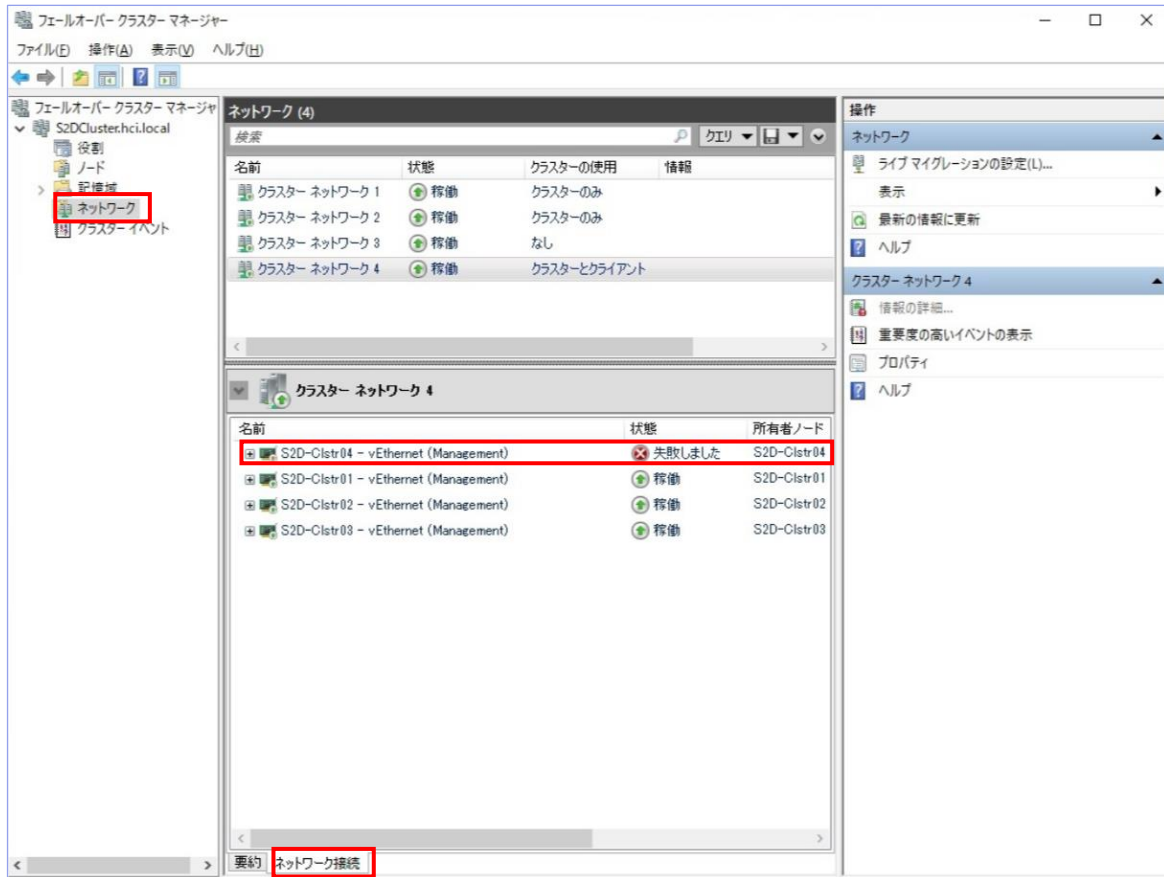 フェールオーバー クラスター マネージャー
ファイル(F) 操作(A) 表示(V) ヘルプ(H)
フェールオーバー クラスター マネージャ
S2DCluster.hci.local
役割
ノード
記憶域
ネットワーク
クラスター イベント
ネットワーク (4)
検索
クエリ
名前 状態 クラスターの使用 情報
クラスター ネットワーク 1 稼働 クラスターのみ
クラスター ネットワーク 2 稼働 クラスターのみ
クラスター ネットワーク 3 稼働 なし
クラスター ネットワーク 4 稼働 クラスターとクライアント
クラスター ネットワーク 4
名前 状態 所有者ノード
S2D-Clstr04 - vEthernet (Management) 失敗しました S2D-Clstr04
S2D-Clstr01 - vEthernet (Management) 稼働 S2D-Clstr01
S2D-Clstr02 - vEthernet (Management) 稼働 S2D-Clstr02
S2D-Clstr03 - vEthernet (Management) 稼働 S2D-Clstr03
要約 ネットワーク接続
操作
ネットワーク
ライブ マイグレーションの設定(L)...
表示
最新の情報に更新
ヘルプ
クラスター ネットワーク 4
情報の詳細...
重要度の高いイベントの表示
プロパティ
ヘルプ